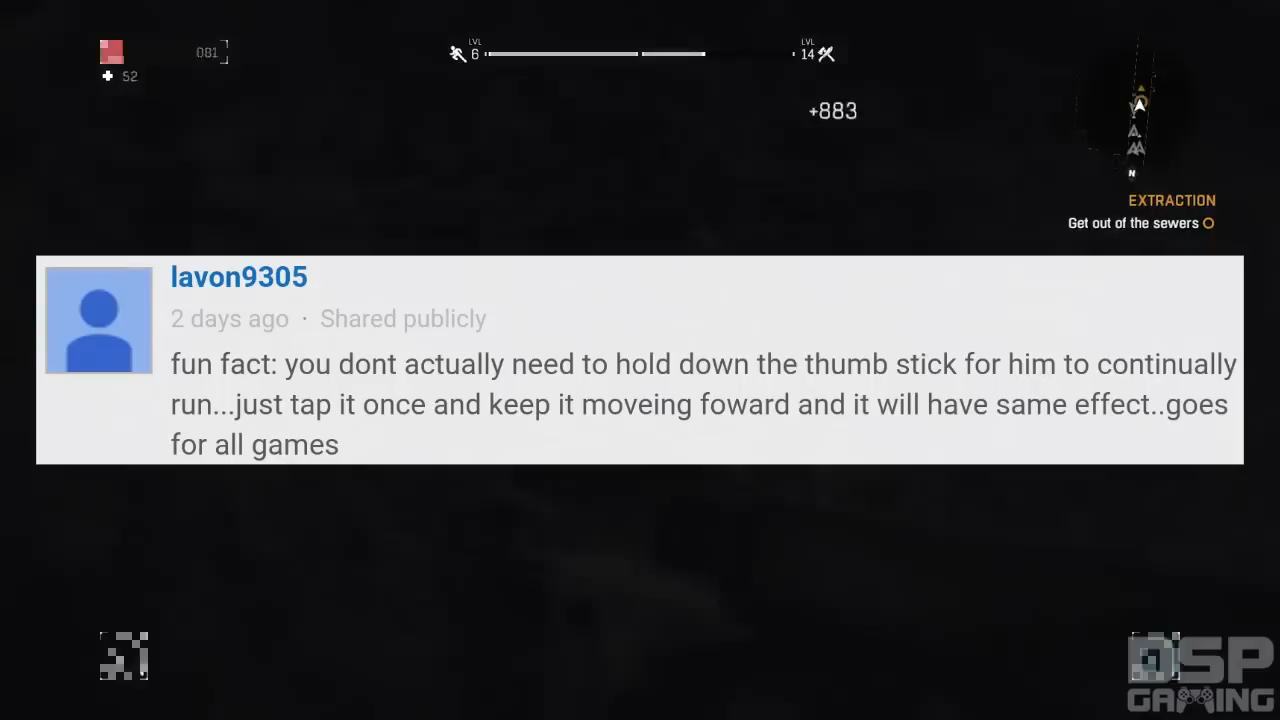 081
52
LVL
6
LVL
14
+883
N
EXTRACTION
Get out of the sewers
lavon9305
2 days ago · Shared publicly
fun fact: you dont actually need to hold down the thumb stick for him to continually
run...just tap it once and keep it moveing foward and it will have same effect..goes
for all games
DSP
GAMING